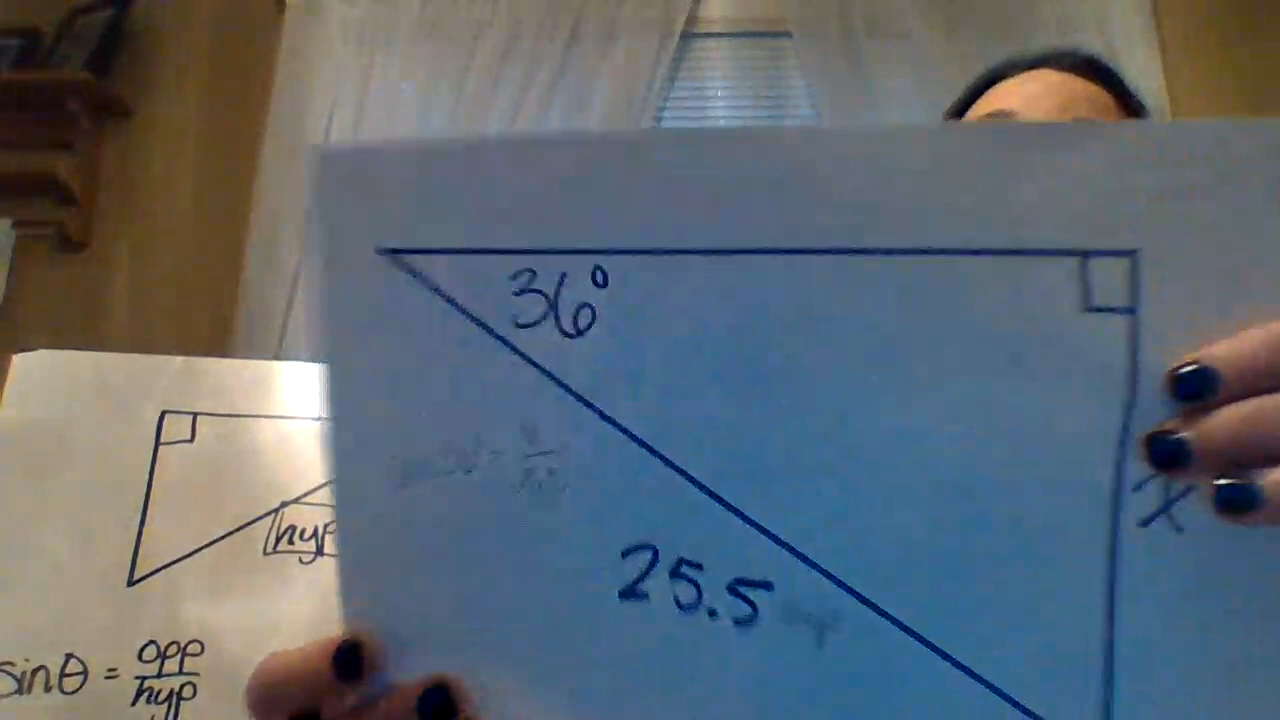 36°
25.5
x
hyp
sinθ = opp/hyp